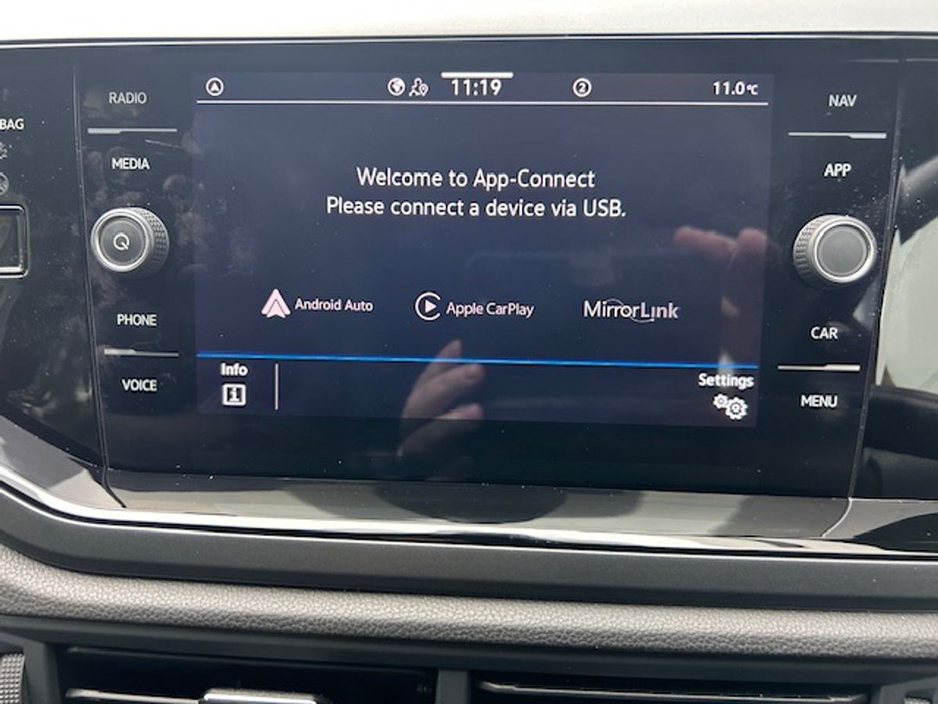 BAG
RADIO
MEDIA
PHONE
VOICE
11:19
2
11.0°C
Welcome to App-Connect
Please connect a device via USB.
Android Auto
Apple CarPlay
MirrorLink
Info
i
Settings
NAV
APP
CAR
MENU